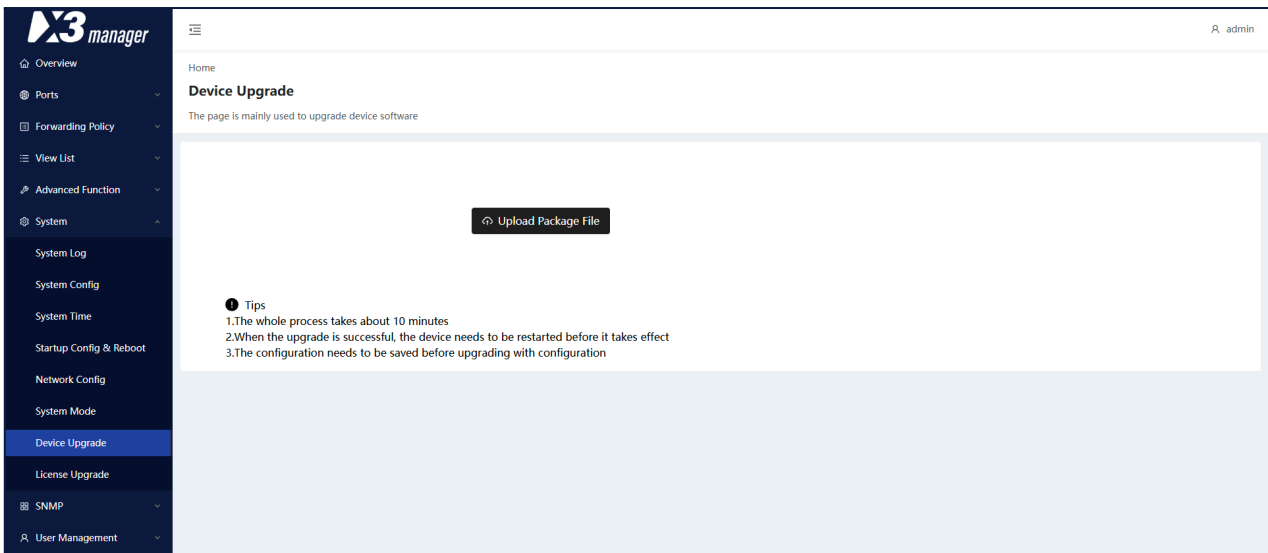 X3 manager
admin
Overview
Ports
Forwarding Policy
View List
Advanced Function
System
System Log
System Config
System Time
Startup Config & Reboot
Network Config
System Mode
Device Upgrade
License Upgrade
SNMP
User Management
Home
Device Upgrade
The page is mainly used to upgrade device software
Upload Package File
Tips
1.The whole process takes about 10 minutes
2.When the upgrade is successful, the device needs to be restarted before it takes effect
3.The configuration needs to be saved before upgrading with configuration